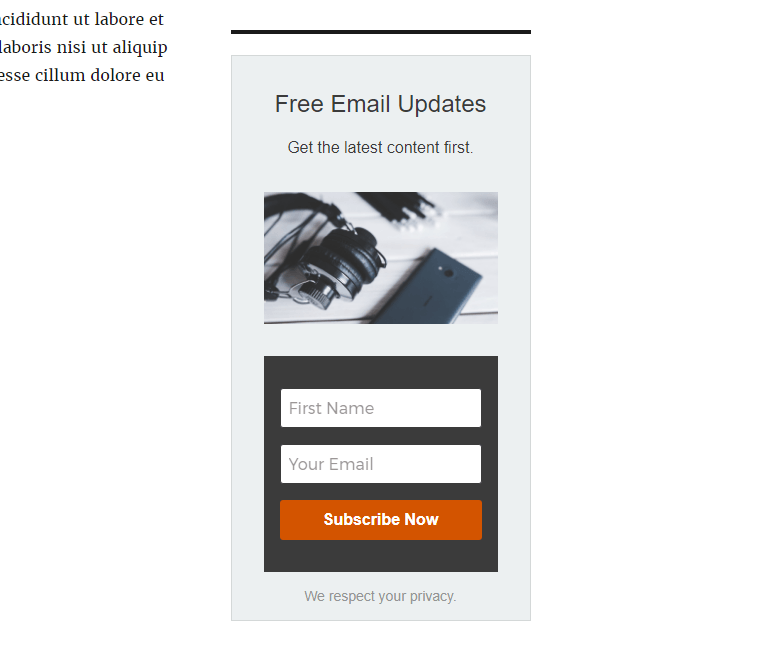 ncididunt ut labore et
laboris nisi ut aliquip
esse cillum dolore eu
Free Email Updates
Get the latest content first.
First Name
Your Email
Subscribe Now
We respect your privacy.